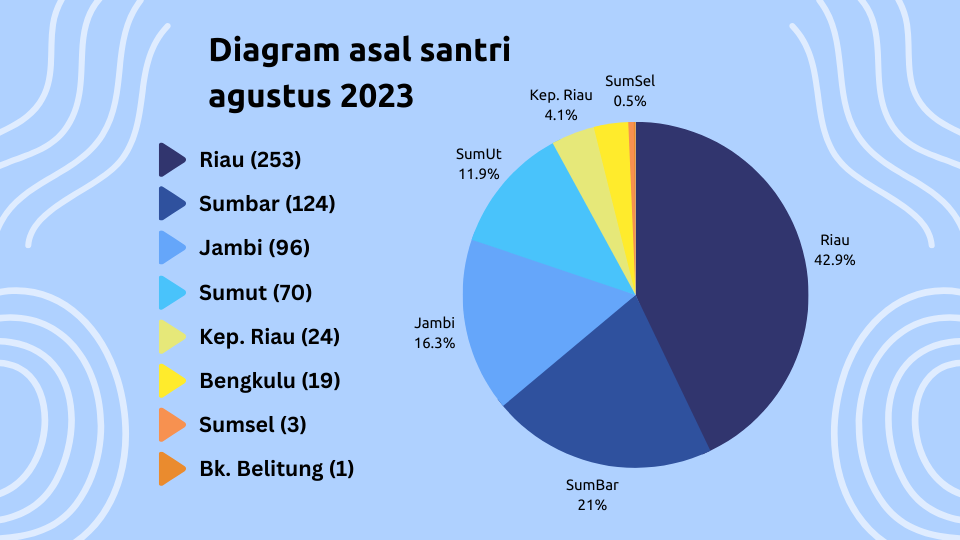 Diagram asal santri
agustus 2023
Riau (253)
Sumbar (124)
Jambi (96)
Sumut (70)
Kep. Riau (24)
Bengkulu (19)
Sumsel (3)
Bk. Belitung (1)
SumSel
0.5%
Kep. Riau
4.1%
SumUt
11.9%
Riau
42.9%
Jambi
16.3%
SumBar
21%